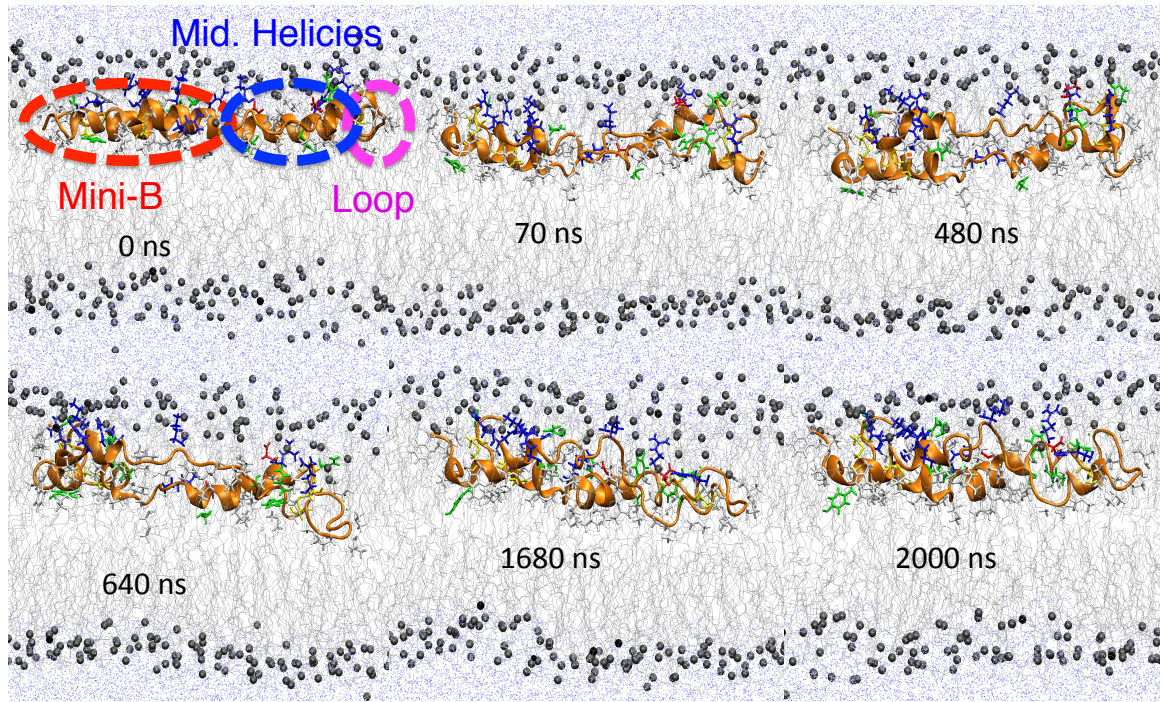 Mid. Helicies
Mini-B
Loop
0 ns
70 ns
480 ns
640 ns
1680 ns
2000 ns